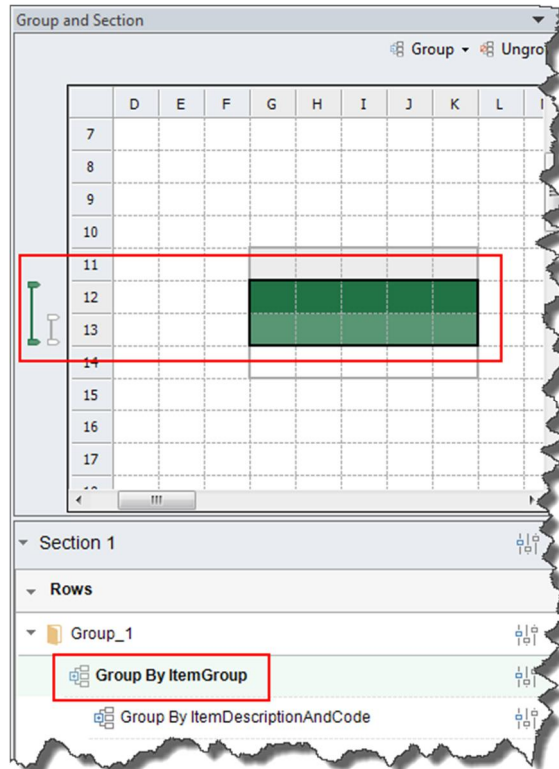 Group and Section
Group
D E F G H I J K L
7
8
9
10
11
12
13
14
15
16
17
Section 1
Rows
Group_1
Group By ItemGroup
Group By ItemDescriptionAndCode